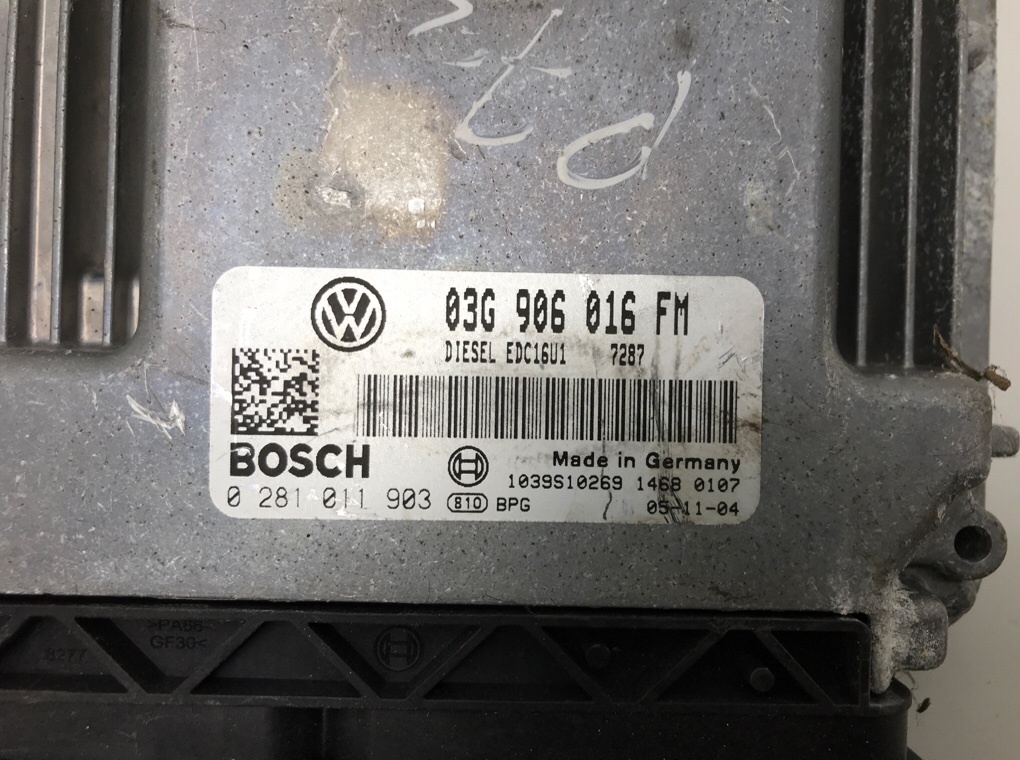 03G 906 016 FM
DIESEL EDC16U1 7287
BOSCH
Made in Germany
1039S10269 1468 0107
0 281 011 903 810 BPG 05-11-04
>PA66-
GF30<
8277